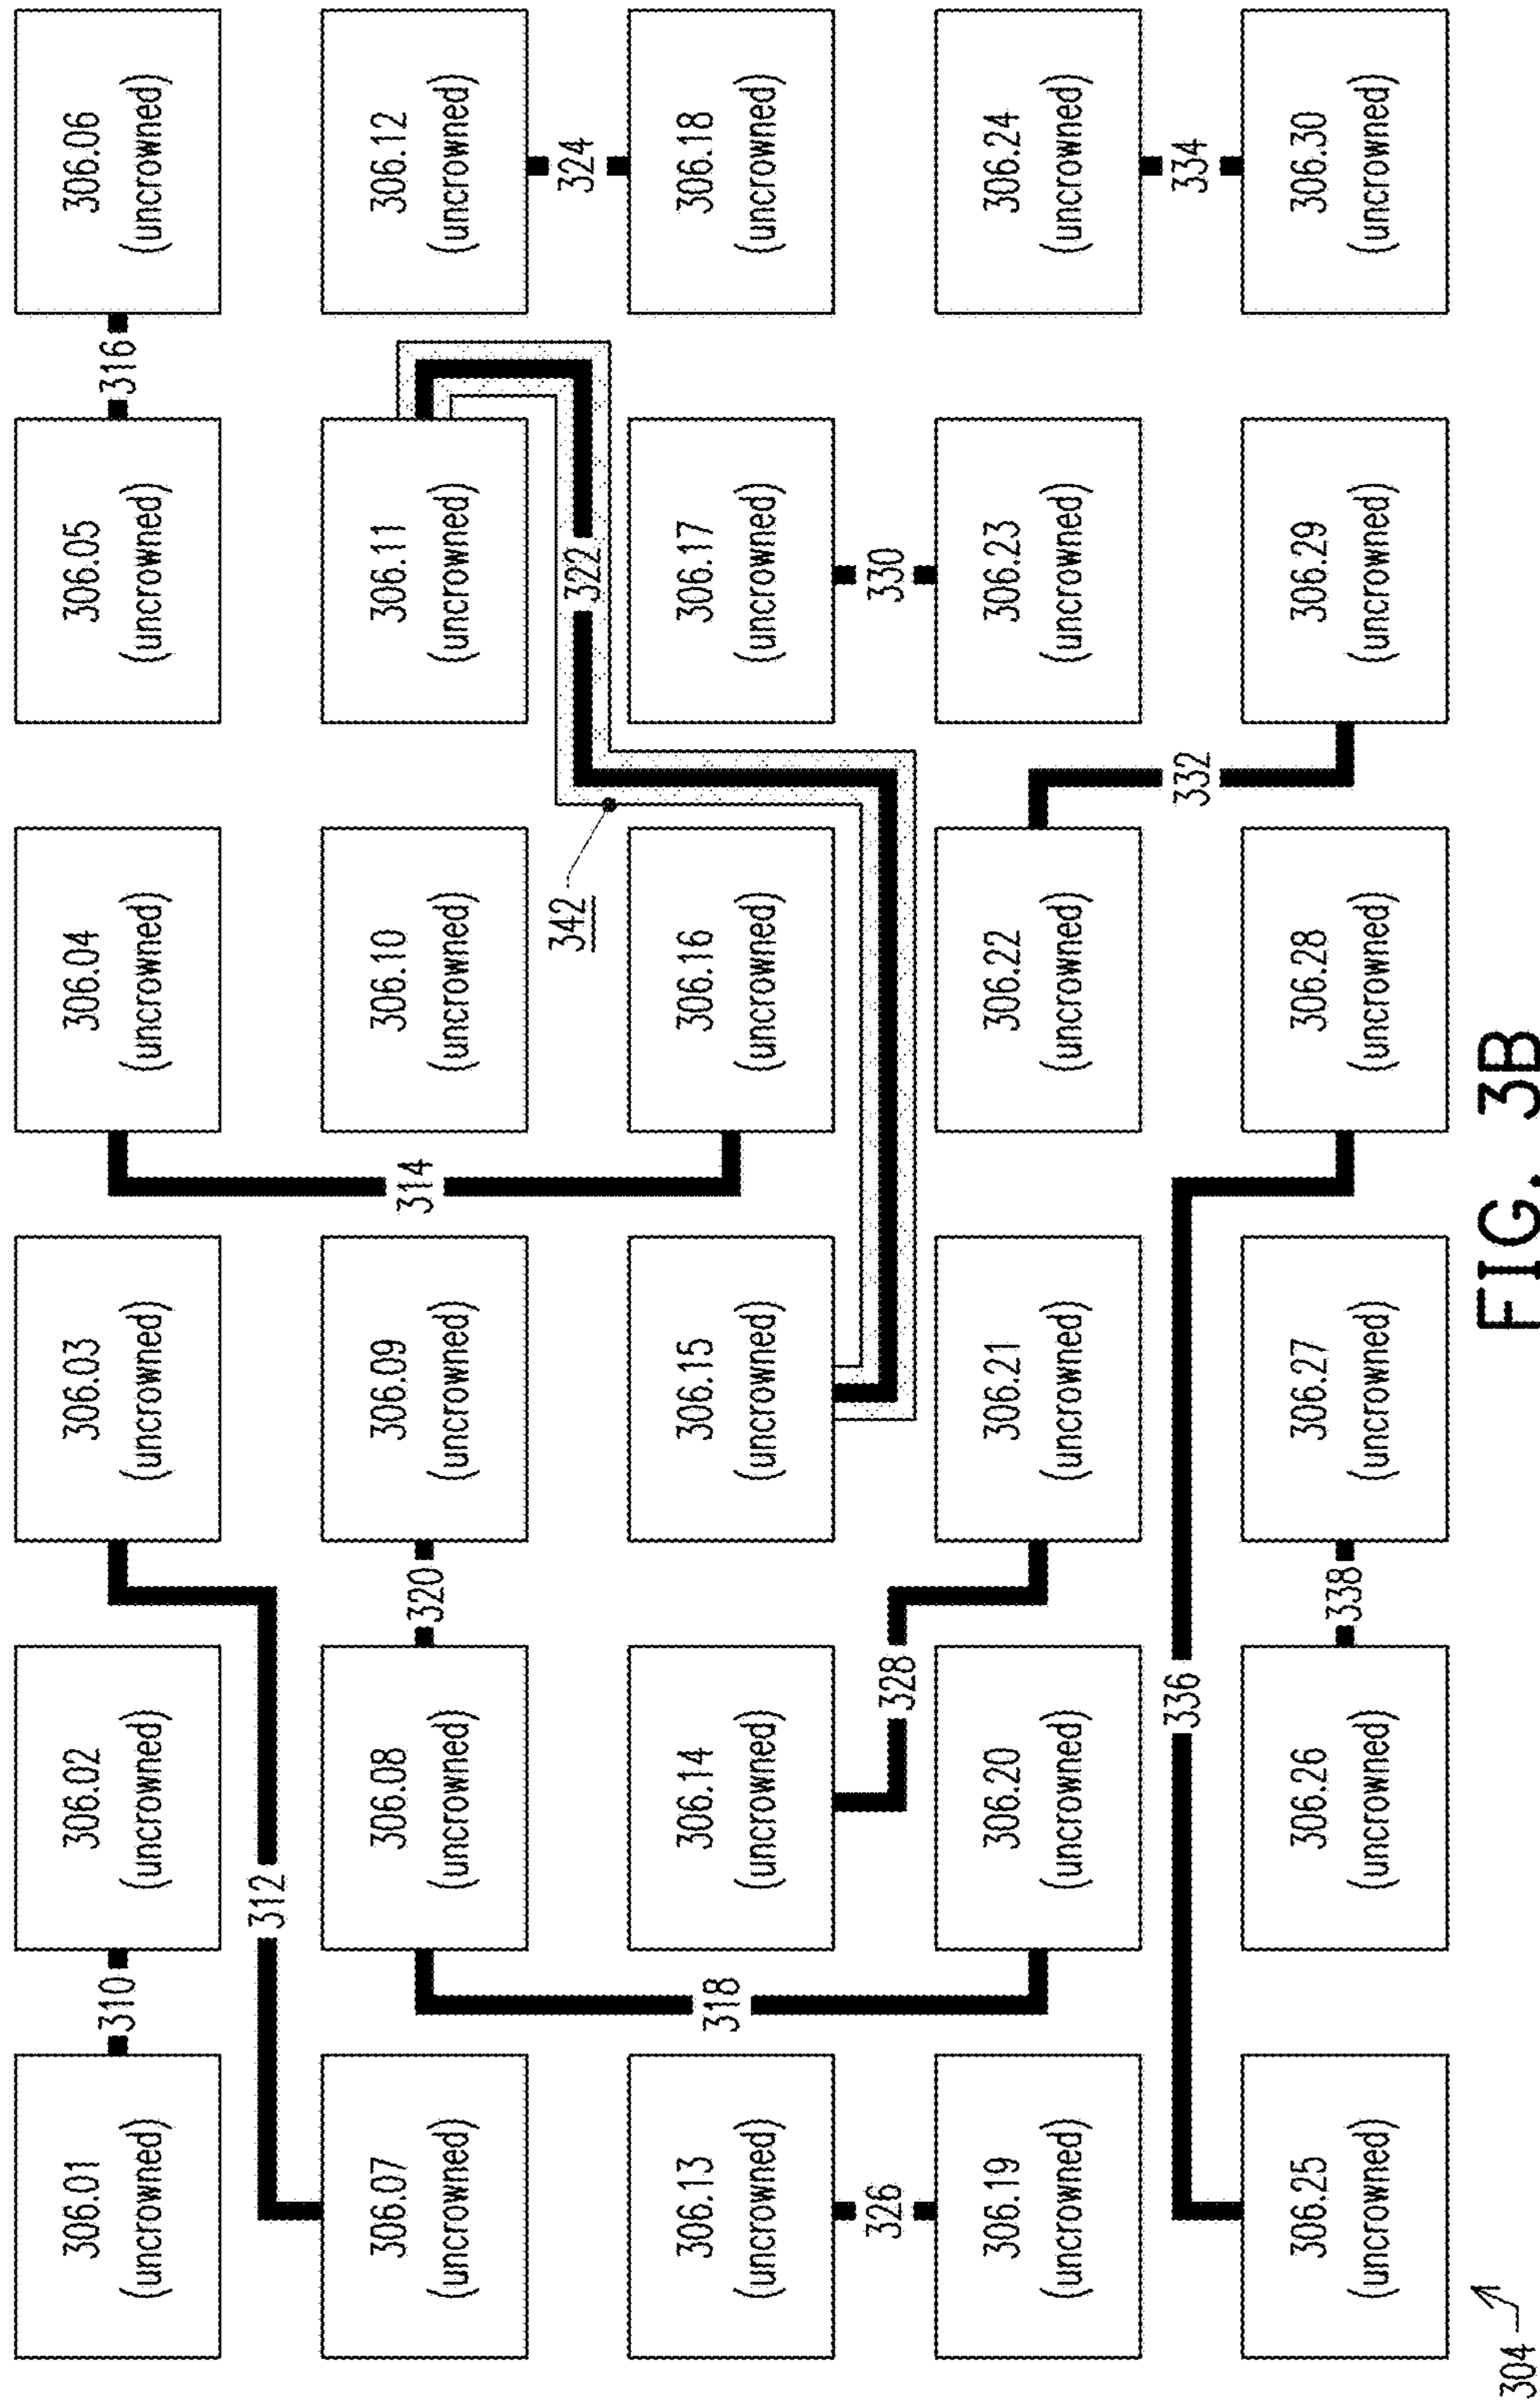 306.01
(uncrowned)
310
306.02
(uncrowned)
306.03
(uncrowned)
306.04
(uncrowned)
306.05
(uncrowned)
316
306.06
(uncrowned)
312
314
306.07
(uncrowned)
306.08
(uncrowned)
320
306.09
(uncrowned)
306.10
(uncrowned)
306.11
(uncrowned)
306.12
(uncrowned)
342
322
324
318
306.13
(uncrowned)
306.14
(uncrowned)
306.15
(uncrowned)
306.16
(uncrowned)
306.17
(uncrowned)
306.18
(uncrowned)
326
328
330
306.19
(uncrowned)
306.20
(uncrowned)
306.21
(uncrowned)
306.22
(uncrowned)
306.23
(uncrowned)
306.24
(uncrowned)
336
332
334
306.25
(uncrowned)
306.26
(uncrowned)
338
306.27
(uncrowned)
306.28
(uncrowned)
306.29
(uncrowned)
306.30
(uncrowned)
304
FIG. 3B